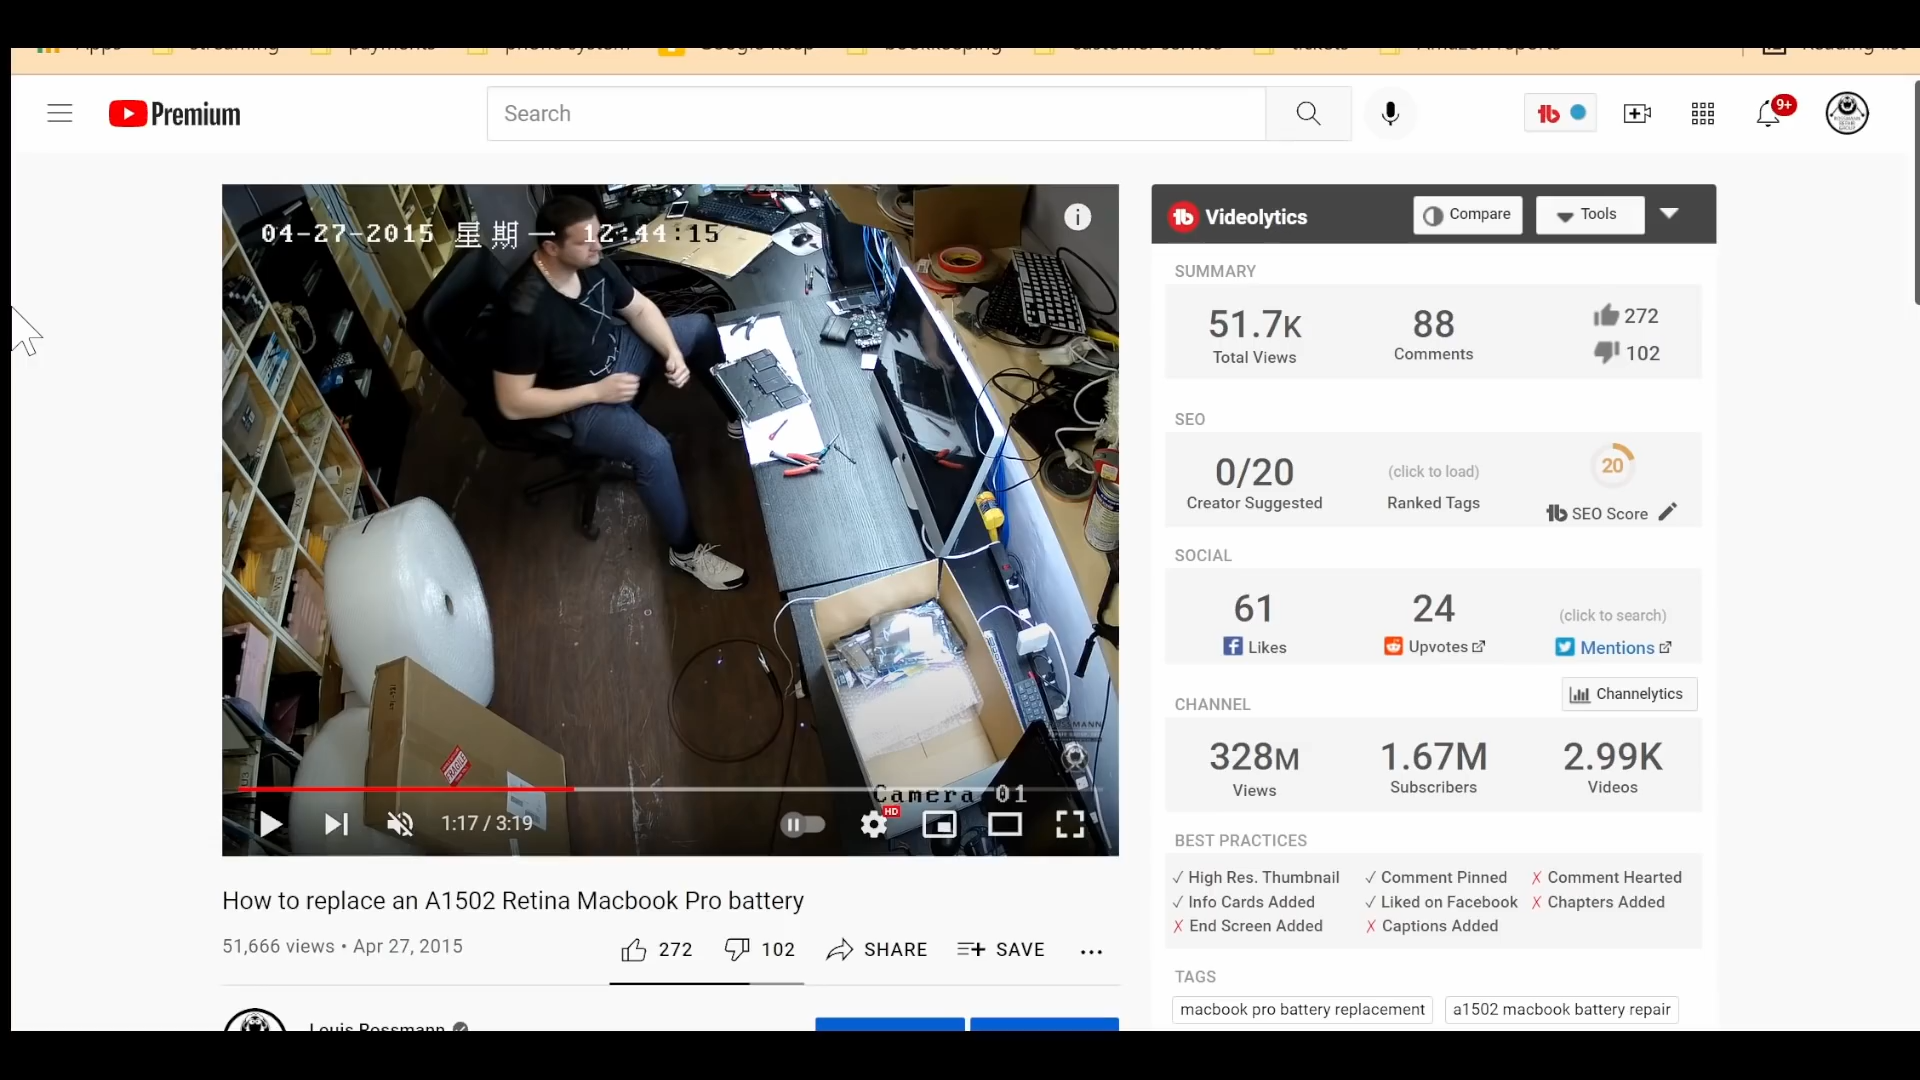 Premium
Search
9+
04-27-2015 星期一 12:44:15
FRAGILE
Camera 01
HD
1:17 / 3:19
How to replace an A1502 Retina Macbook Pro battery
51,666 views • Apr 27, 2015
272
102
SHARE
SAVE
Louis Rossmann
Videolytics
Compare
Tools
SUMMARY
51.7K
Total Views
88
Comments
272
102
SEO
0/20
Creator Suggested
(click to load)
Ranked Tags
20
SEO Score
SOCIAL
61
Likes
24
Upvotes
(click to search)
Mentions
Channelytics
CHANNEL
328M
Views
1.67M
Subscribers
2.99K
Videos
BEST PRACTICES
✓ High Res. Thumbnail ✓ Comment Pinned ✗ Comment Hearted
✓ Info Cards Added ✓ Liked on Facebook ✗ Chapters Added
✗ End Screen Added ✗ Captions Added
TAGS
macbook pro battery replacement
a1502 macbook battery repair